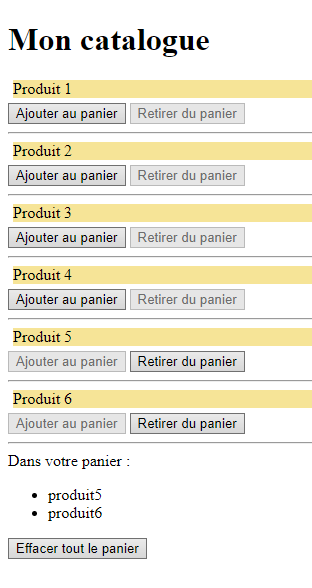 Mon catalogue
Produit 1
Ajouter au panier Retirer du panier
Produit 2
Ajouter au panier Retirer du panier
Produit 3
Ajouter au panier Retirer du panier
Produit 4
Ajouter au panier Retirer du panier
Produit 5
Ajouter au panier Retirer du panier
Produit 6
Ajouter au panier Retirer du panier
Dans votre panier :
• produit5
• produit6
Effacer tout le panier